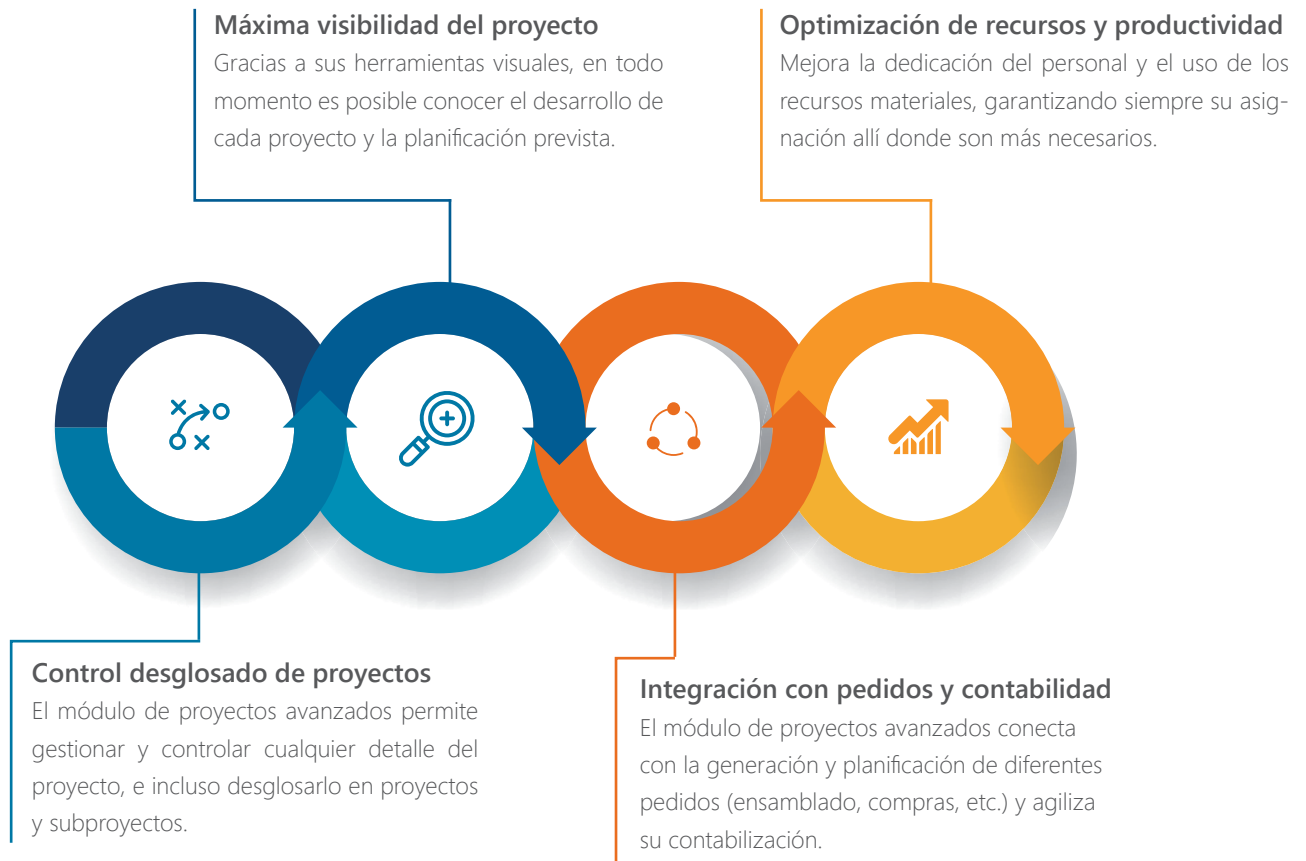 Máxima visibilidad del proyecto
Gracias a sus herramientas visuales, en todo
momento es posible conocer el desarrollo de
cada proyecto y la planificación prevista.
Optimización de recursos y productividad
Mejora la dedicación del personal y el uso de los
recursos materiales, garantizando siempre su asig-
nación allí donde son más necesarios.
Control desglosado de proyectos
El módulo de proyectos avanzados permite
gestionar y controlar cualquier detalle del
proyecto, e incluso desglosarlo en proyectos
y subproyectos.
Integración con pedidos y contabilidad
El módulo de proyectos avanzados conecta
con la generación y planificación de diferentes
pedidos (ensamblado, compras, etc.) y agiliza
su contabilización.